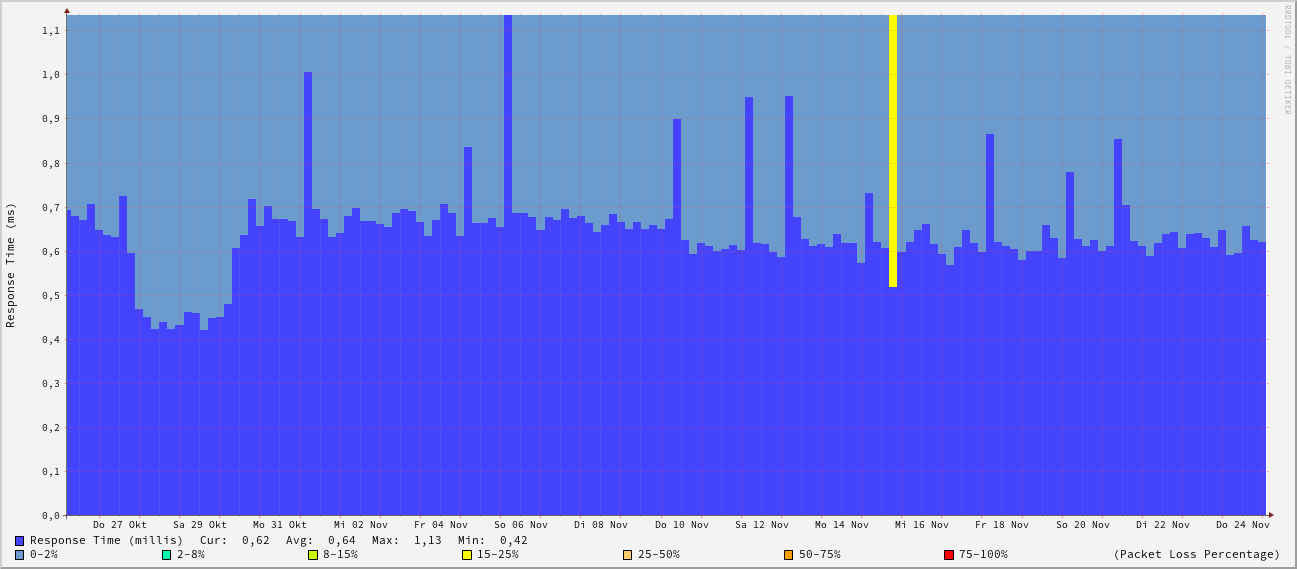 RRDTOOL / TOBI OETIKER
Response Time (ms)
1,1
1,0
0,9
0,8
0,7
0,6
0,5
0,4
0,3
0,2
0,1
0,0
Do 27 Okt Sa 29 Okt Mo 31 Okt Mi 02 Nov Fr 04 Nov So 06 Nov Di 08 Nov Do 10 Nov Sa 12 Nov Mo 14 Nov Mi 16 Nov Fr 18 Nov So 20 Nov Di 22 Nov Do 24 Nov
Response Time (millis) Cur: 0,62 Avg: 0,64 Max: 1,13 Min: 0,42
0-2% 2-8% 8-15% 15-25% 25-50% 50-75% 75-100% (Packet Loss Percentage)